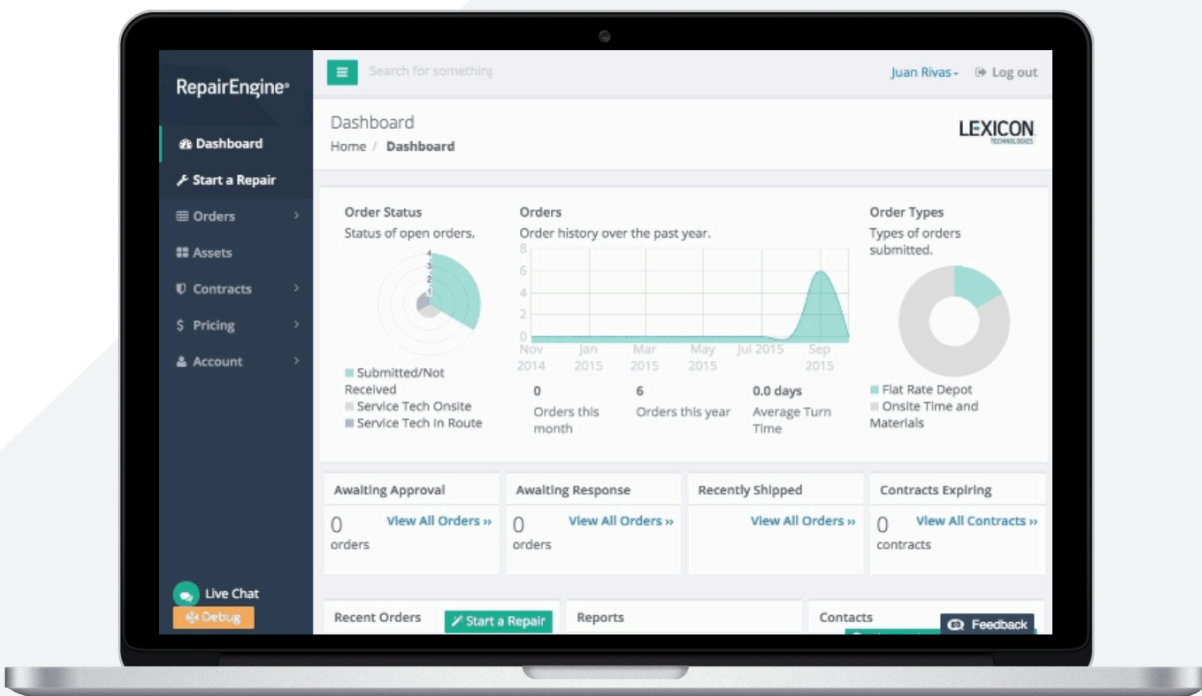 RepairEngine®
Dashboard
Start a Repair
Orders
Assets
Contracts
$ Pricing
Account
Live Chat
Debug
Search for something
Juan Rivas
Log out
Dashboard
Home / Dashboard
LEXICON
TECHNOLOGIES
Order Status
Status of open orders.
4
3
2
1
Submitted/Not
Received
Service Tech Onsite
Service Tech In Route
Orders
Order history over the past year.
8
6
4
2
0
Nov 2014
Jan 2015
Mar 2015
May 2015
Jul 2015
Sep 2015
0
Orders this
month
6
Orders this year
0.0 days
Average Turn
Time
Order Types
Types of orders
submitted.
Flat Rate Depot
Onsite Time and
Materials
Awaiting Approval
0
orders
View All Orders »
Awaiting Response
0
orders
View All Orders »
Recently Shipped
View All Orders »
Contracts Expiring
0
contracts
View All Contracts »
Recent Orders
Start a Repair
Reports
Contacts
Feedback